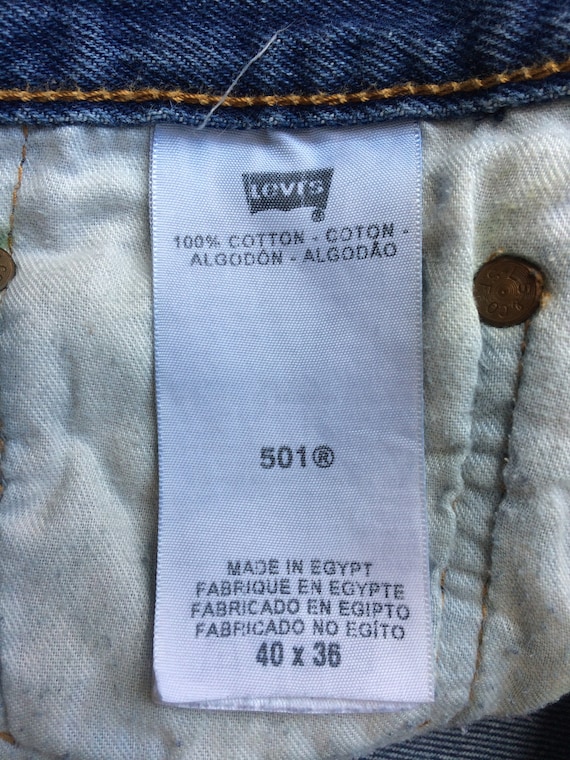 Levi's
®
100% COTTON - COTON -
ALGODÓN - ALGODÃO
501®
MADE IN EGYPT
FABRIQUE EN EGYPTE
FABRICADO EN EGIPTO
FABRICADO NO EGÍTO
40 x 36